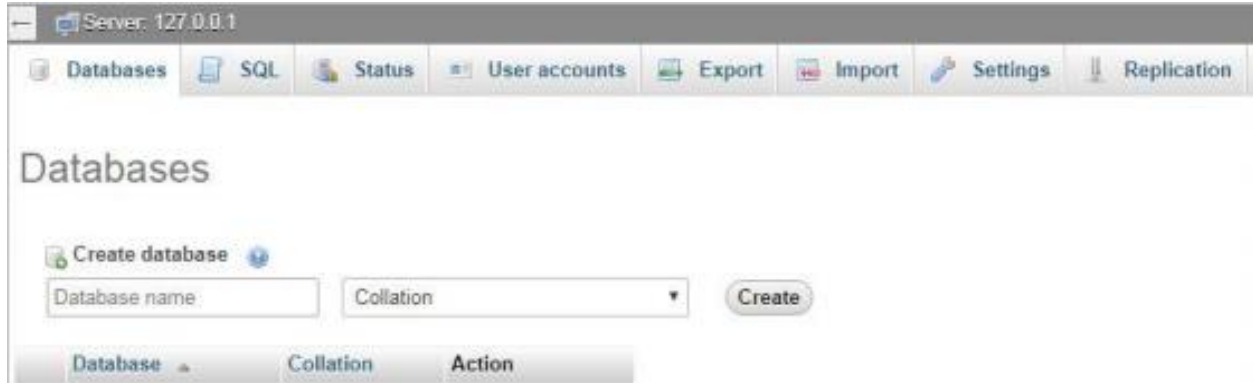 Server: 127.0.0.1
Databases SQL Status User accounts Export Import Settings Replication
Databases
Create database
Database name Collation Create
Database Collation Action